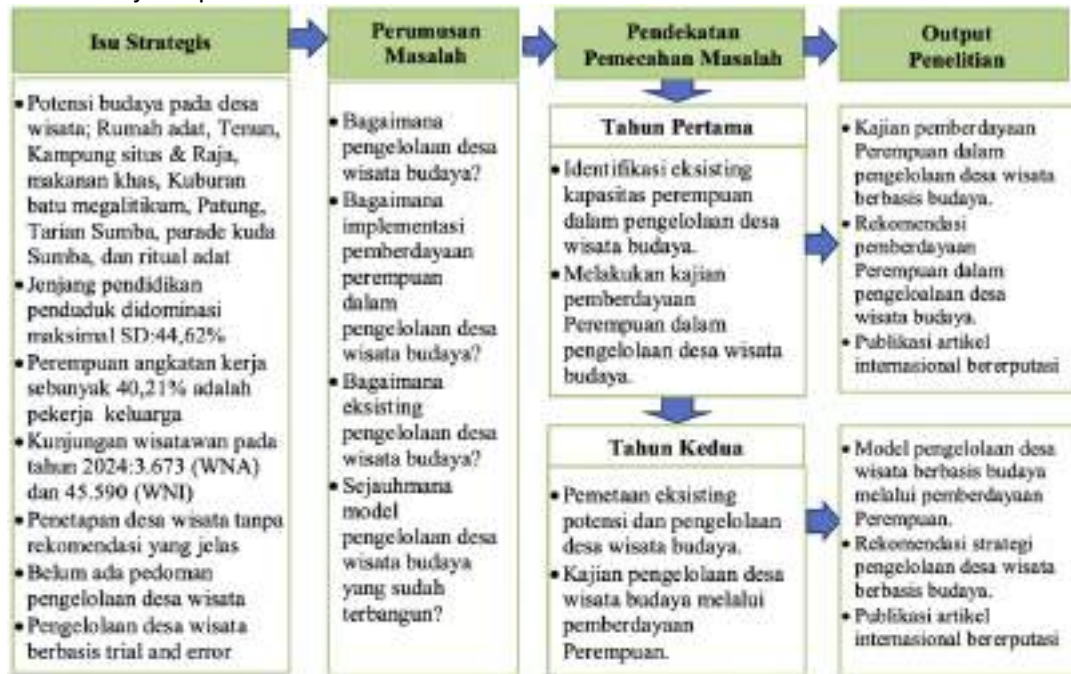 Isu Strategis
• Potensi budaya pada desa
wisata; Rumah adat, Tenun,
Kampung situs & Raja,
makanan khas, Kuburan
batu megalitikum, Patung,
Tarian Sumba, parade kuda
Sumba, dan ritual adat
• Jenjang pendidikan
penduduk didominasi
maksimal SD:44,62%
• Perempuan angkatan kerja
sebanyak 40,21% adalah
pekerja keluarga
• Kunjungan wisatawan pada
tahun 2024:3.673 (WNA)
dan 45.590 (WNI)
• Penetapan desa wisata tanpa
rekomendasi yang jelas
• Belum ada pedoman
pengelolaan desa wisata
• Pengelolaan desa wisata
berbasis trial and error
Perumusan
Masalah
• Bagaimana
pengelolaan desa
wisata budaya?
• Bagaimana
implementasi
pemberdayaan
perempuan
dalam
pengelolaan desa
wisata budaya?
• Bagaimana
eksisting
pengelolaan desa
wisata budaya?
• Sejauhmana
model
pengelolaan desa
wisata budaya
yang sudah
terbangun?
Pendekatan
Pemecahan Masalah
Tahun Pertama
• Identifikasi eksisting
kapasitas perempuan
dalam pengelolaan desa
wisata budaya.
• Melakukan kajian
pemberdayaan
Perempuan dalam
pengelolaan desa wisata
budaya.
Tahun Kedua
• Pemetaan eksisting
potensi dan pengelolaan
desa wisata budaya.
• Kajian pengelolaan desa
wisata budaya melalui
pemberdayaan
Perempuan.
Output
Penelitian
• Kajian pemberdayaan
Perempuan dalam
pengelolaan desa wisata
berbasis budaya.
• Rekomendasi
pemberdayaan
Perempuan dalam
pengeloalaan desa
wisata budaya.
• Publikasi artikel
internasional bereputasi
• Model pengelolaan desa
wisata berbasis budaya
melalui pemberdayaan
Perempuan.
• Rekomendasi strategi
pengelolaan desa wisata
berbasis budaya.
• Publikasi artikel
internasional bereputasi